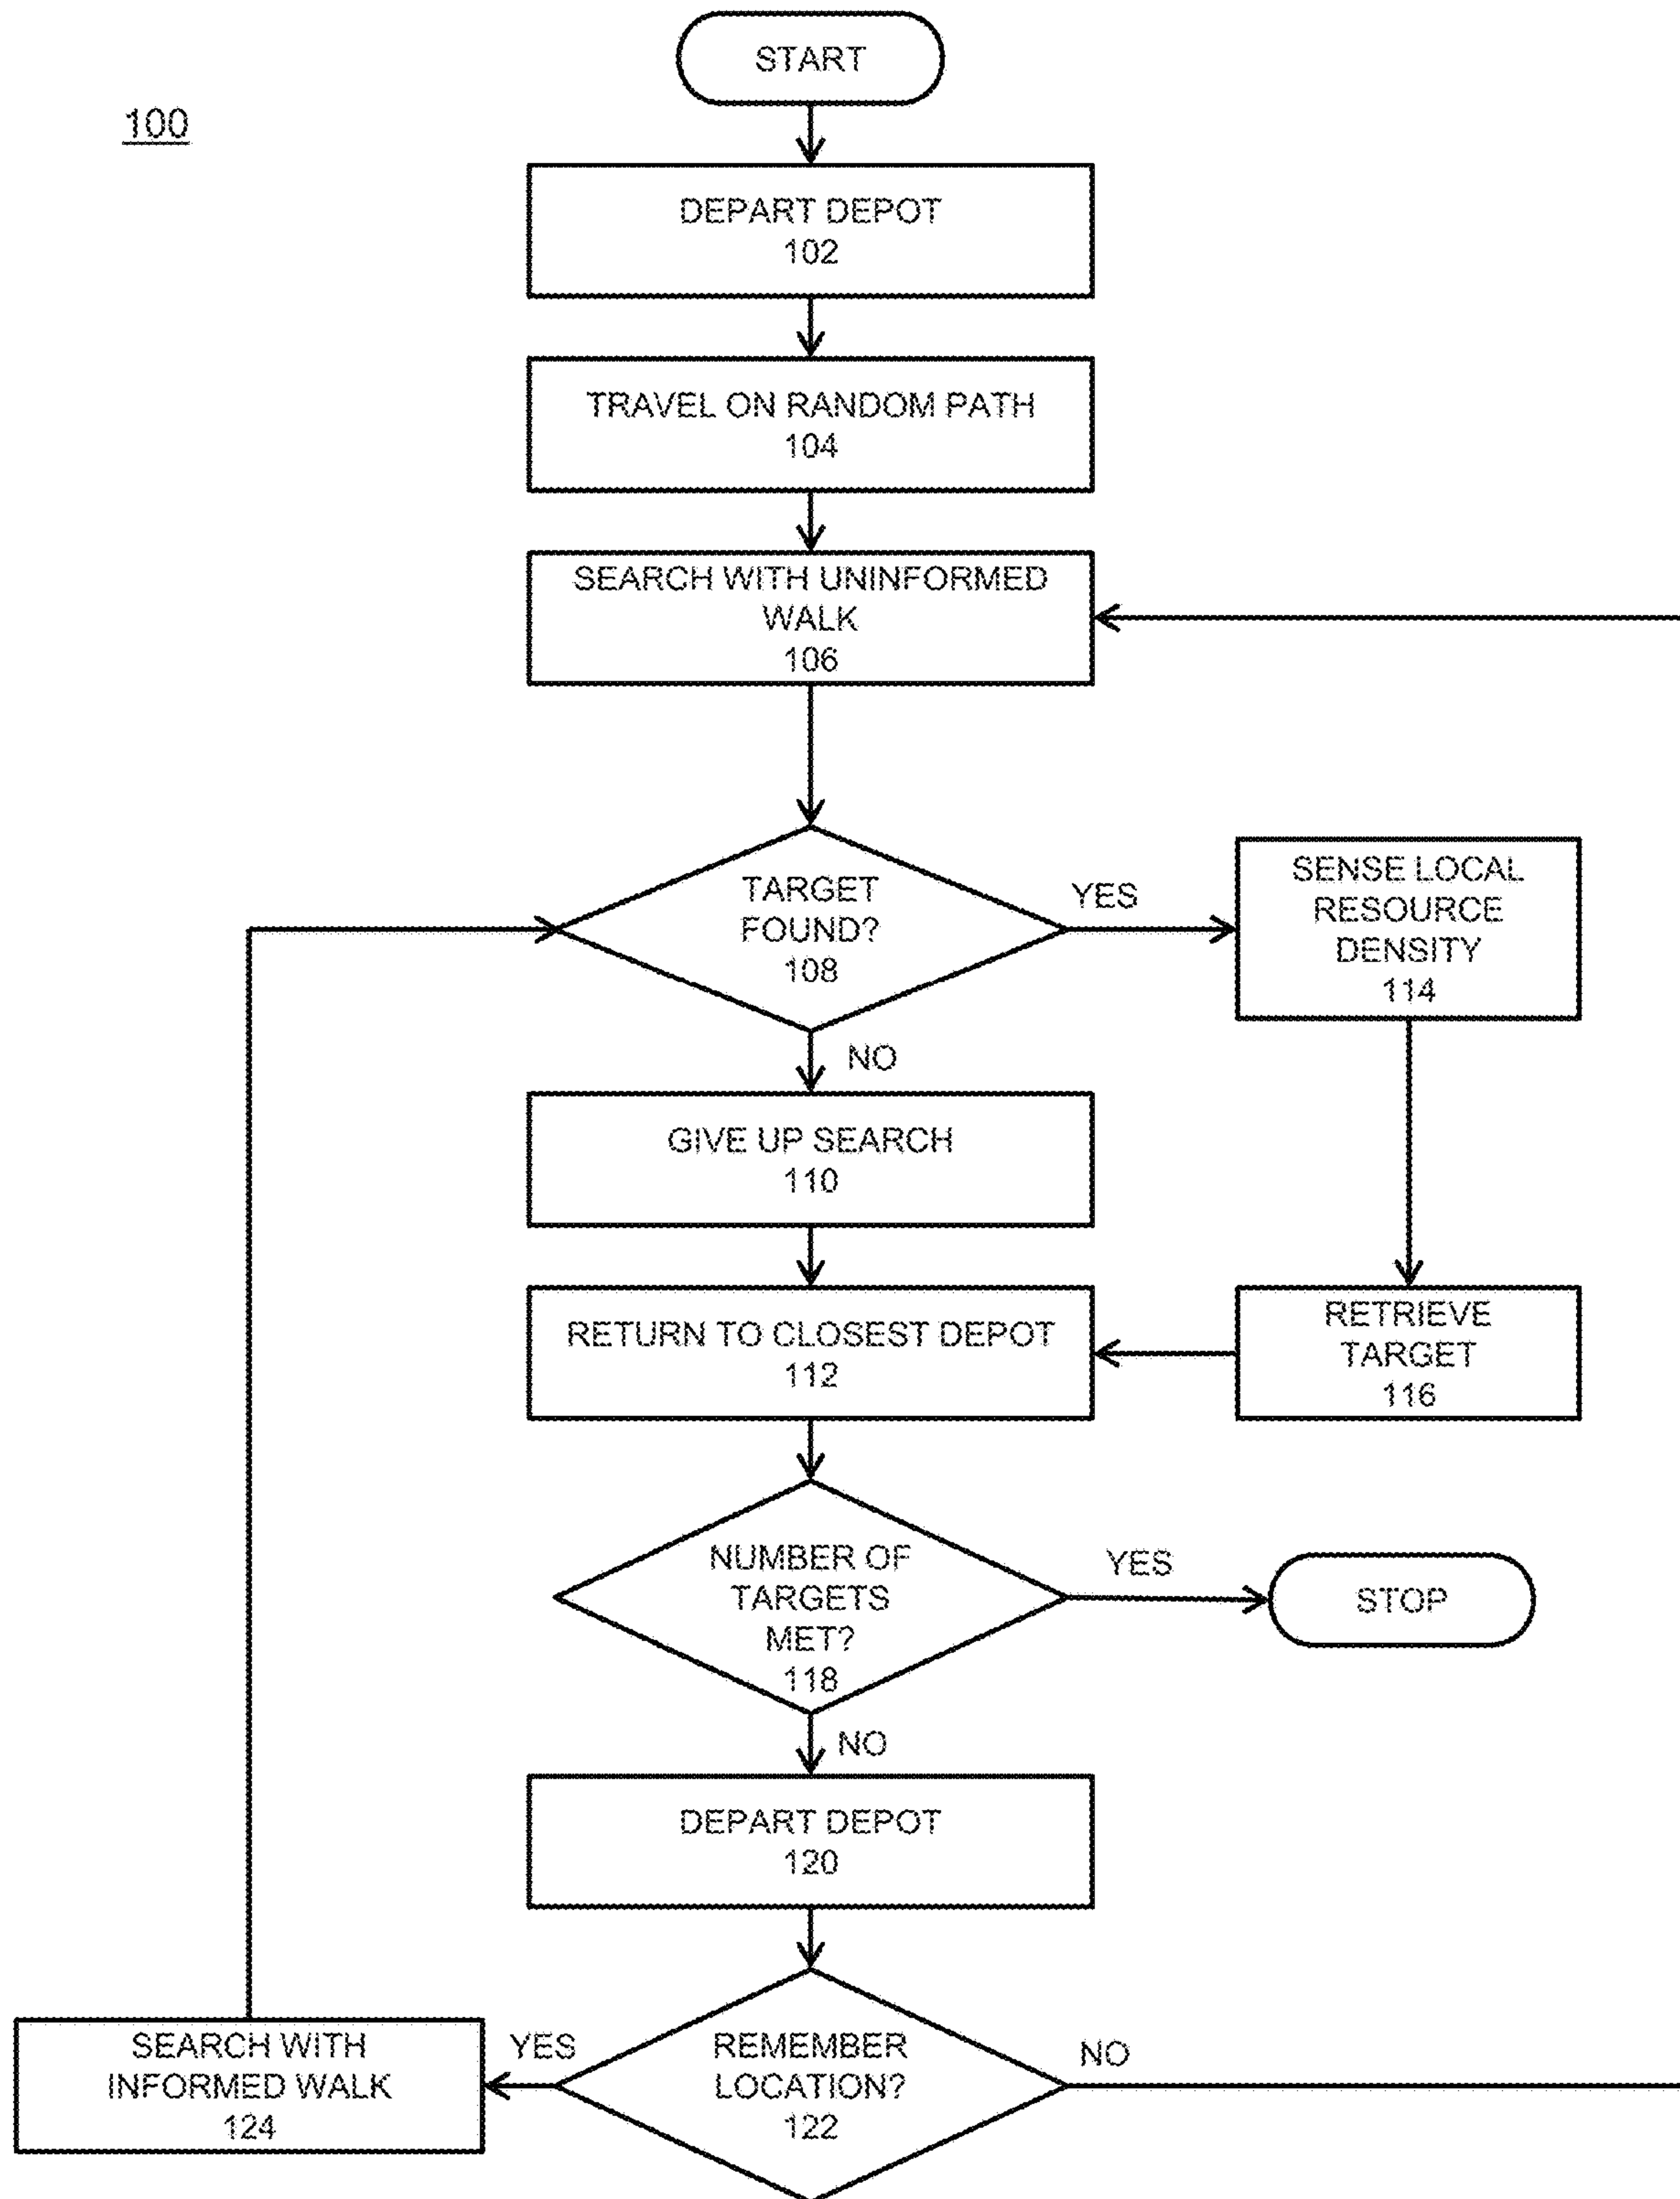 START
100
DEPART DEPOT
102
TRAVEL ON RANDOM PATH
104
SEARCH WITH UNINFORMED
WALK
106
TARGET
FOUND?
108
YES
SENSE LOCAL
RESOURCE
DENSITY
114
NO
GIVE UP SEARCH
110
RETURN TO CLOSEST DEPOT
112
RETRIEVE
TARGET
116
NUMBER OF
TARGETS
MET?
118
YES
STOP
NO
DEPART DEPOT
120
REMEMBER
LOCATION?
122
YES
SEARCH WITH
INFORMED WALK
124
NO